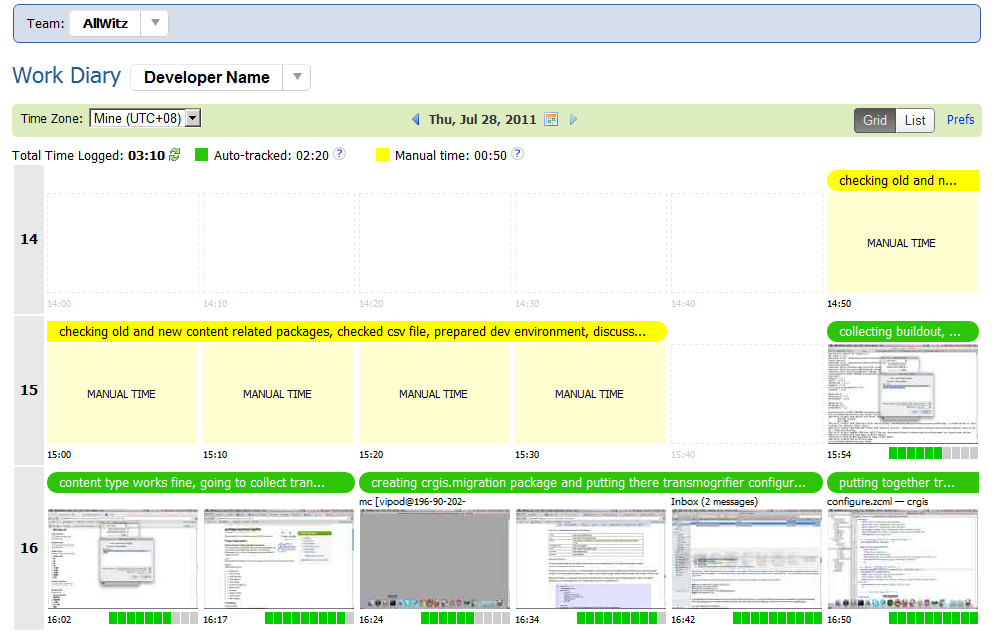 Team: AllWitz
Work Diary Developer Name
Time Zone: Mine (UTC+08) Thu, Jul 28, 2011 Grid List Prefs
Total Time Logged: 03:10 Auto-tracked: 02:20 ? Manual time: 00:50 ?
checking old and n...
14
MANUAL TIME
14:00 14:10 14:20 14:30 14:40 14:50
checking old and new content related packages, checked csv file, prepared dev environment, discuss... collecting buildout, ...
15
MANUAL TIME MANUAL TIME MANUAL TIME MANUAL TIME
15:00 15:10 15:20 15:30 15:40 15:54
content type works fine, going to collect tran... creating crgis.migration package and putting there transmogrifier configur... putting together tr...
mc [vipod@196-90-202- Inbox (2 messages) configure.zcml — crgis
16
16:02 16:17 16:24 16:34 16:42 16:50